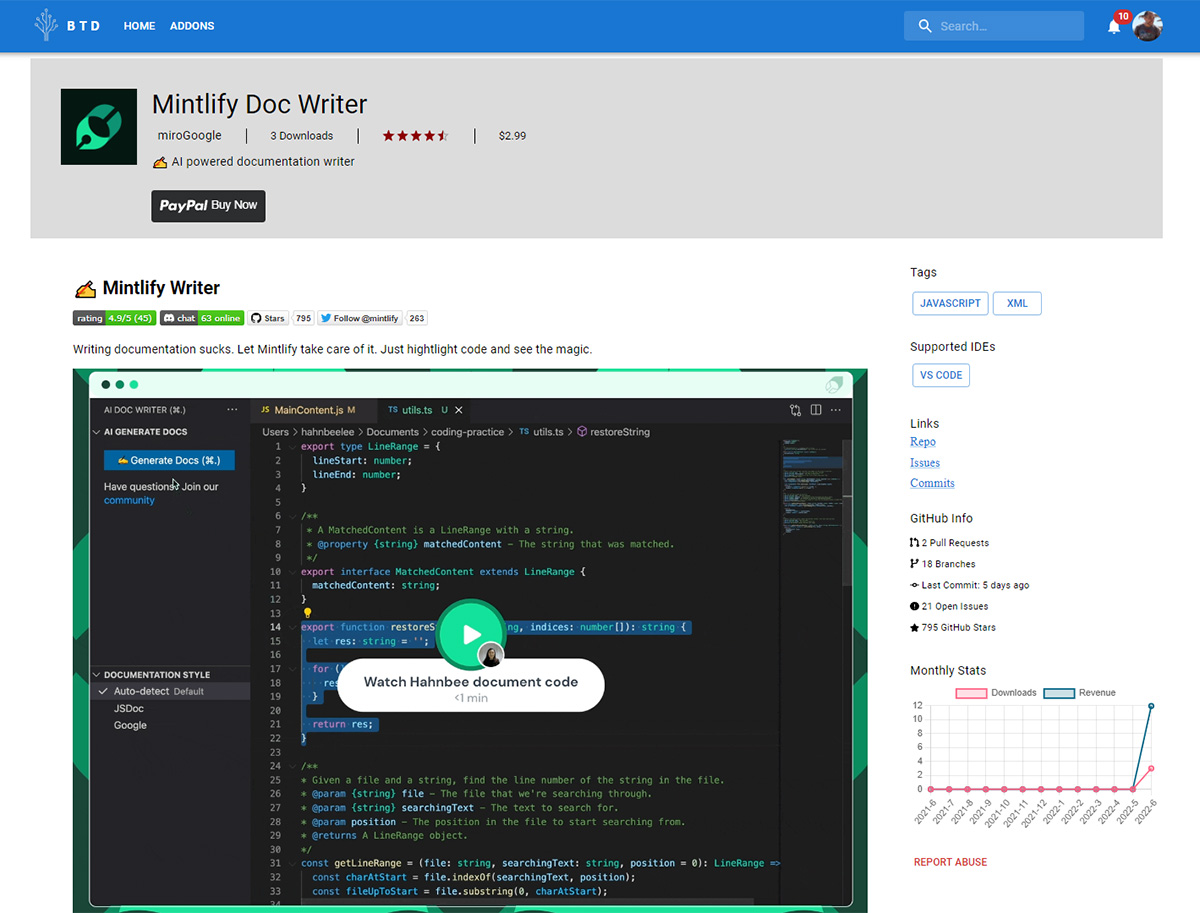 BTD HOME ADDONS Search... 10
Mintlify Doc Writer
miroGoogle | 3 Downloads | $2.99
AI powered documentation writer
PayPal Buy Now
Mintlify Writer
rating 4.9/5 (45) chat 63 online Stars 795 Follow @mintlify 263
Writing documentation sucks. Let Mintlify take care of it. Just hightlight code and see the magic.
AI DOC WRITER (⌘.) ···
AI GENERATE DOCS
Generate Docs (⌘.)
Have questions? Join our
community
DOCUMENTATION STYLE
Auto-detect Default
JSDoc
Google
JS MainContent.js M TS utils.ts U ×
Users > hahnbeelee > Documents > coding-practice > TS utils.ts > restoreString
1 export type LineRange = {
2 lineStart: number;
3 lineEnd: number;
4 }
5
6 /**
7 * A MatchedContent is a LineRange with a string.
8 * @property {string} matchedContent – The string that was matched.
9 */
10 export interface MatchedContent extends LineRange {
11 matchedContent: string;
12 }
13
14 export function ng, indices: number[]): string {
15 let res: string = '';
16
17 for (
18 res
19 }
20
21 return res;
22 }
23
24 /**
25 * Given a file and a string, find the line number of the string in the file.
26 * @param {string} file – The file that we're searching through.
27 * @param {string} searchingText – The text to search for.
28 * @param position – The position in the file to start searching from.
29 * @returns A LineRange object.
30 */
31 const getLineRange = (file: string, searchingText: string, position = 0): LineRange =>
32 const charAtStart = file.indexOf(searchingText, position);
33 const fileUpToStart = file.substring(0, charAtStart);
34
Watch Hahnbee document code
<1 min
Tags
JAVASCRIPT XML
Supported IDEs
VS CODE
Links
Repo
Issues
Commits
GitHub Info
2 Pull Requests
18 Branches
Last Commit: 5 days ago
21 Open Issues
795 GitHub Stars
Monthly Stats
Downloads Revenue
12
10
8
6
4
2
0
2021-6 2021-7 2021-8 2021-9 2021-10 2021-11 2021-12 2022-1 2022-2 2022-3 2022-4 2022-5 2022-6
REPORT ABUSE